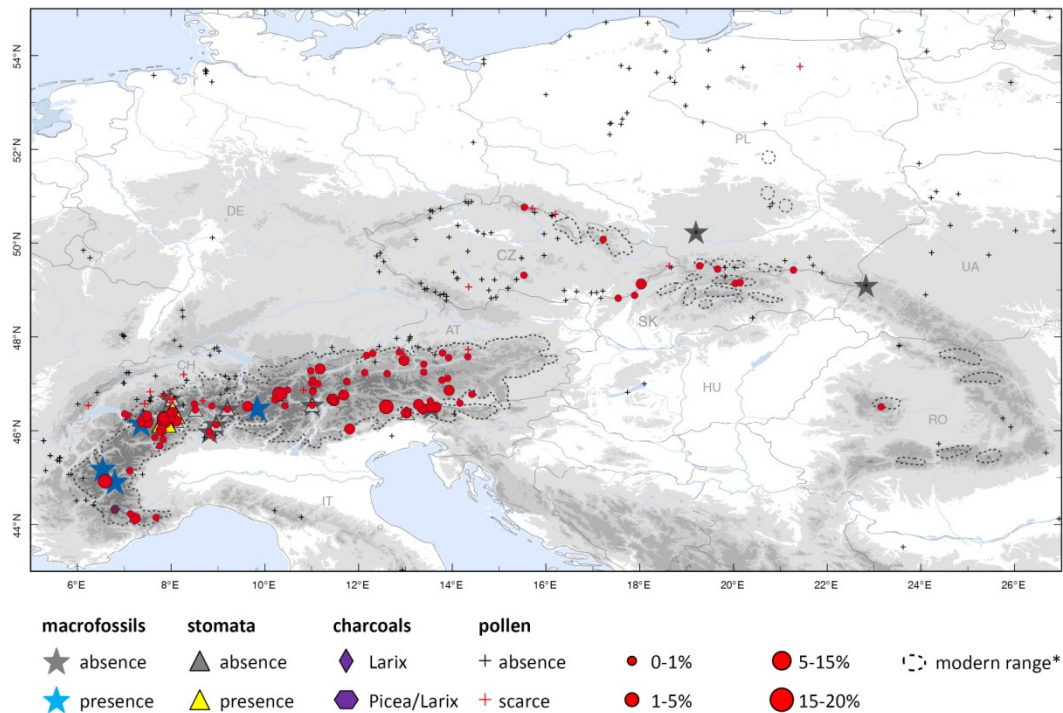 54°N
52°N
PL
DE
50°N
CZ
UA
SK
48°N
AT
CH
HU
46°N
RO
44°N
IT
6°E 8°E 10°E 12°E 14°E 16°E 18°E 20°E 22°E 24°E 26°E
macrofossils stomata charcoals pollen
absence absence Larix absence 0-1% 5-15% modern range*
presence presence Picea/Larix scarce 1-5% 15-20%